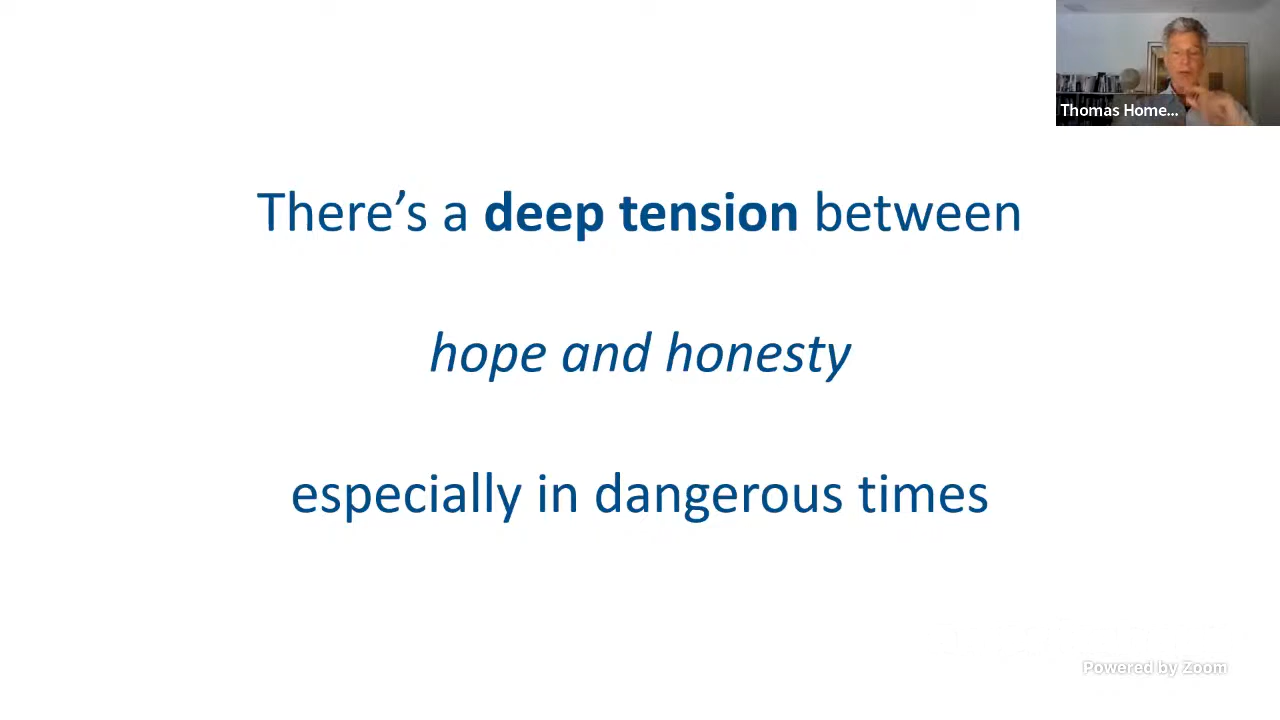 Thomas Home...
There's a deep tension between
hope and honesty
especially in dangerous times
Powered by Zoom